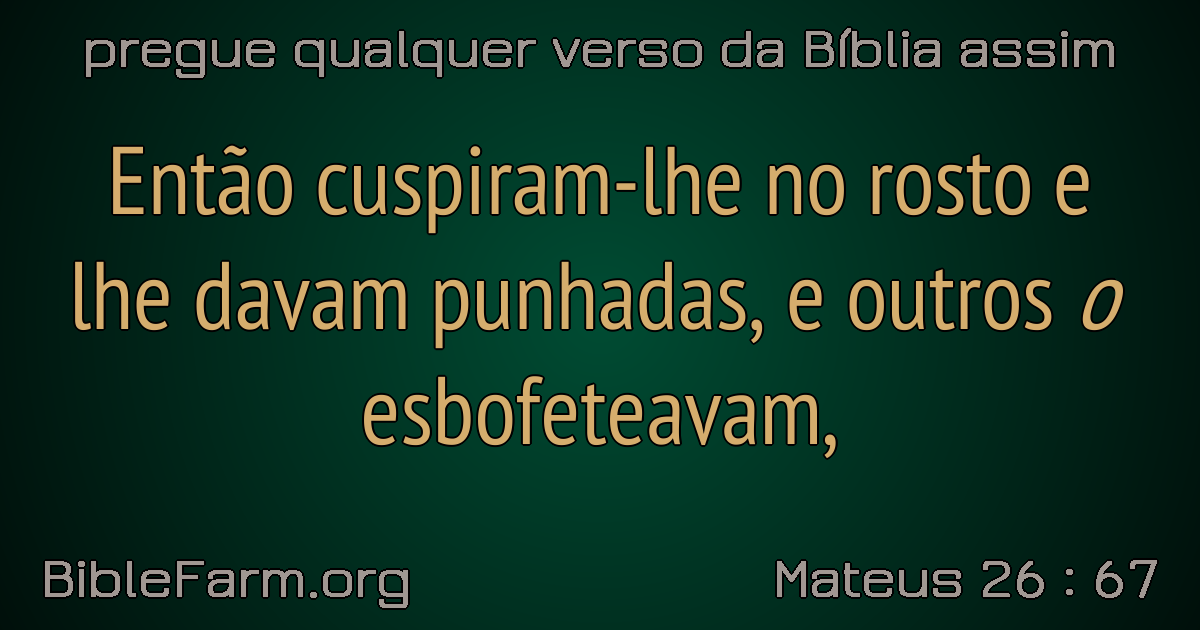 pregue qualquer verso da Bíblia assim
Então cuspiram-lhe no rosto e
lhe davam punhadas, e outros o
esbofeteavam,
BibleFarm.org
Mateus 26 : 67